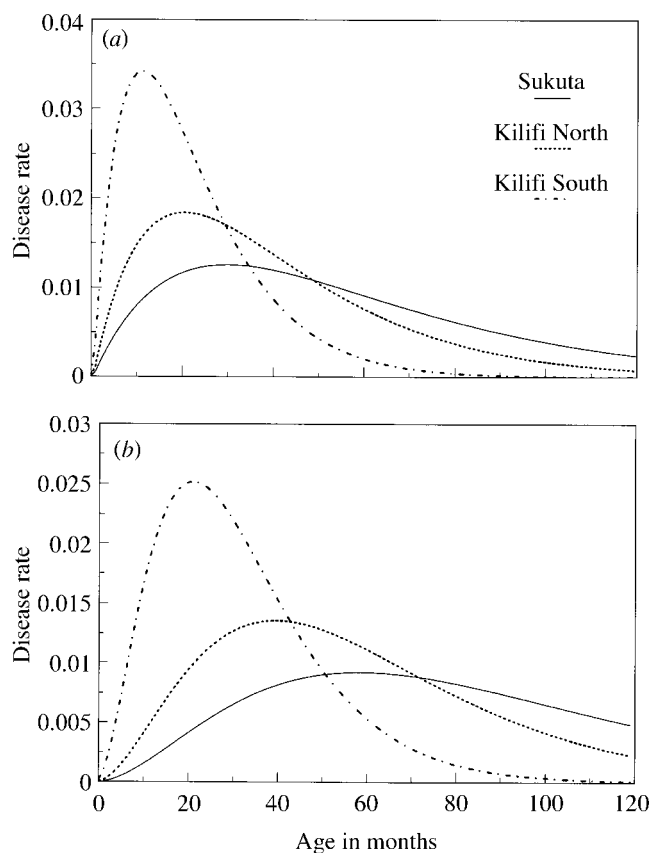 0.04
(a)
Sukuta
0.03
Kilifi North
Kilifi South
Disease rate
0.02
0.01
0
0.03
(b)
0.025
0.02
Disease rate
0.015
0.01
0.005
0
0 20 40 60 80 100 120
Age in months